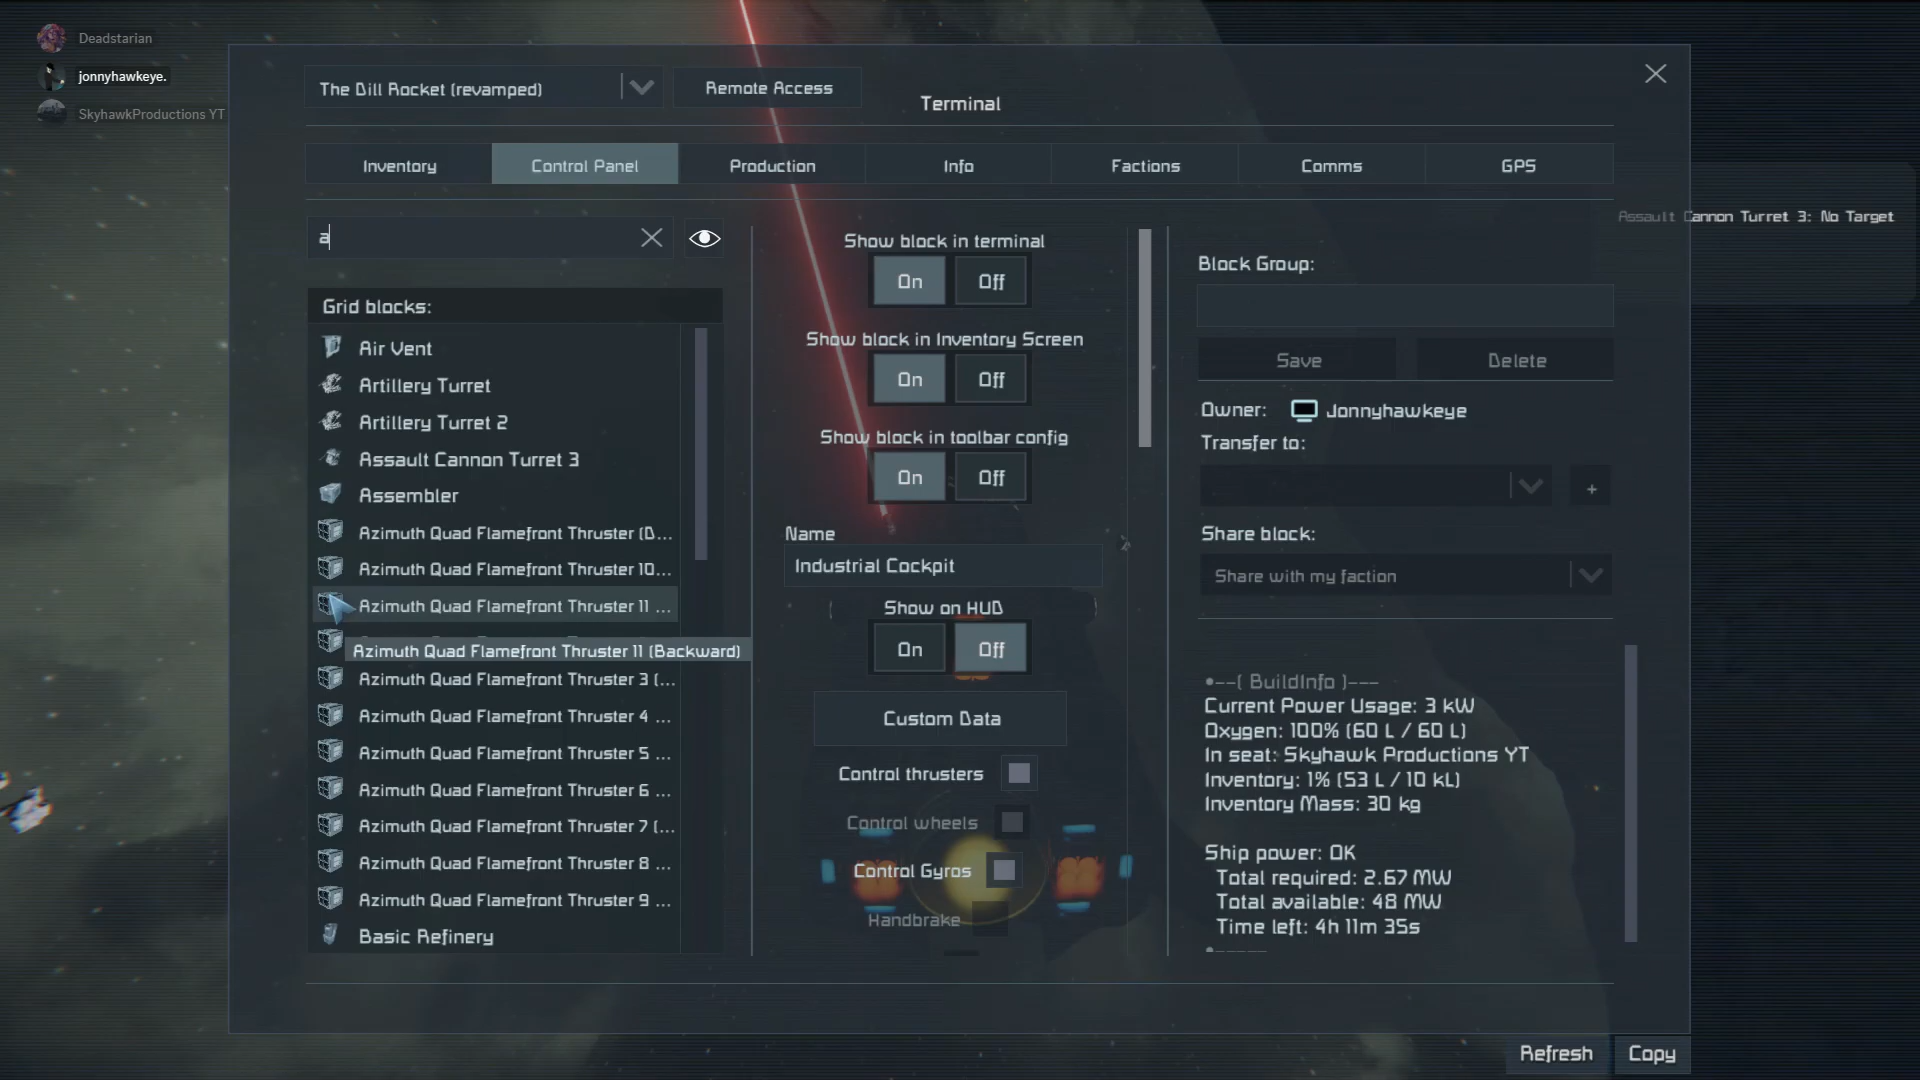 Deadstarian
jonnyhawkeye.
SkyhawkProductions YT
The Dill Rocket (revamped)
Remote Access
Terminal
Inventory
Control Panel
Production
Info
Factions
Comms
GPS
Assault Cannon Turret 3: No Target
a
Grid blocks:
Air Vent
Artillery Turret
Artillery Turret 2
Assault Cannon Turret 3
Assembler
Azimuth Quad Flamefront Thruster (D...
Azimuth Quad Flamefront Thruster 10...
Azimuth Quad Flamefront Thruster 11 ...
Azimuth Quad Flamefront Thruster 11 (Backward)
Azimuth Quad Flamefront Thruster 3 (...
Azimuth Quad Flamefront Thruster 4 ...
Azimuth Quad Flamefront Thruster 5 ...
Azimuth Quad Flamefront Thruster 6 ...
Azimuth Quad Flamefront Thruster 7 (...
Azimuth Quad Flamefront Thruster 8 ...
Azimuth Quad Flamefront Thruster 9 ...
Basic Refinery
Show block in terminal
On Off
Show block in Inventory Screen
On Off
Show block in toolbar config
On Off
Name
Industrial Cockpit
Show on HUD
On Off
Custom Data
Control thrusters
Control wheels
Control Gyros
Handbrake
Block Group:
Save
Delete
Owner: Jonnyhawkeye
Transfer to:
+
Share block:
Share with my faction
•--( BuildInfo )---
Current Power Usage: 3 kW
Oxygen: 100% (60 L / 60 L)
In seat: Skyhawk Productions YT
Inventory: 1% (53 L / 10 kL)
Inventory Mass: 30 kg
Ship power: OK
Total required: 2.67 MW
Total available: 48 MW
Time left: 4h 11m 35s
•-----
Refresh
Copy